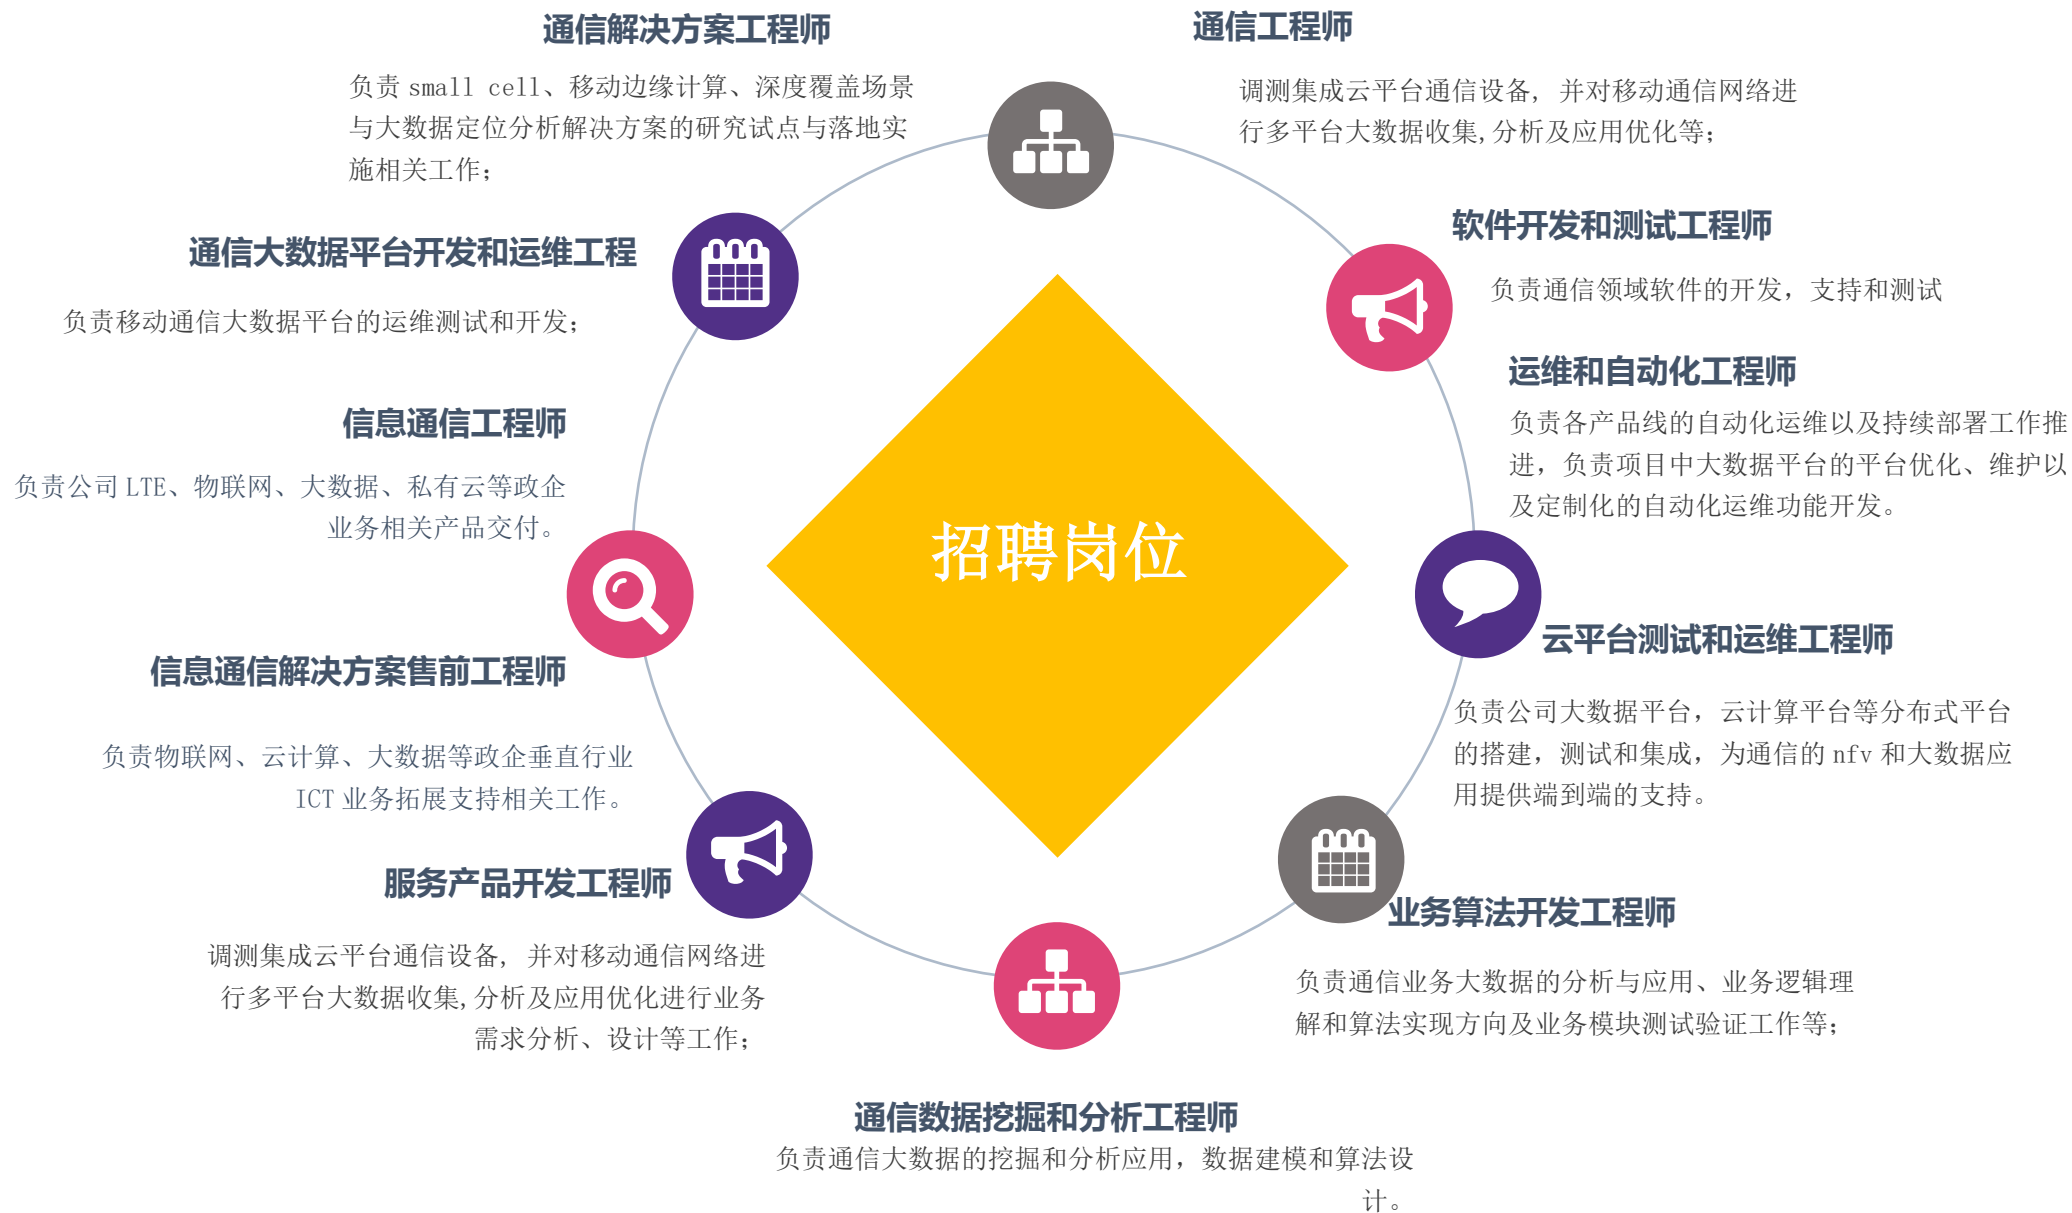 通信解决方案工程师
负责 small cell、移动边缘计算、深度覆盖场景
与大数据定位分析解决方案的研究试点与落地实
施相关工作；
通信工程师
调测集成云平台通信设备, 并对移动通信网络进
行多平台大数据收集,分析及应用优化等；
通信大数据平台开发和运维工程
负责移动通信大数据平台的运维测试和开发；
软件开发和测试工程师
负责通信领域软件的开发，支持和测试
信息通信工程师
负责公司 LTE、物联网、大数据、私有云等政企
业务相关产品交付。
运维和自动化工程师
负责各产品线的自动化运维以及持续部署工作推
进，负责项目中大数据平台的平台优化、维护以
及定制化的自动化运维功能开发。
招聘岗位
信息通信解决方案售前工程师
负责物联网、云计算、大数据等政企垂直行业
ICT 业务拓展支持相关工作。
云平台测试和运维工程师
负责公司大数据平台，云计算平台等分布式平台
的搭建，测试和集成，为通信的 nfv 和大数据应
用提供端到端的支持。
服务产品开发工程师
调测集成云平台通信设备, 并对移动通信网络进
行多平台大数据收集,分析及应用优化进行业务
需求分析、设计等工作；
业务算法开发工程师
负责通信业务大数据的分析与应用、业务逻辑理
解和算法实现方向及业务模块测试验证工作等；
通信数据挖掘和分析工程师
负责通信大数据的挖掘和分析应用，数据建模和算法设
计。